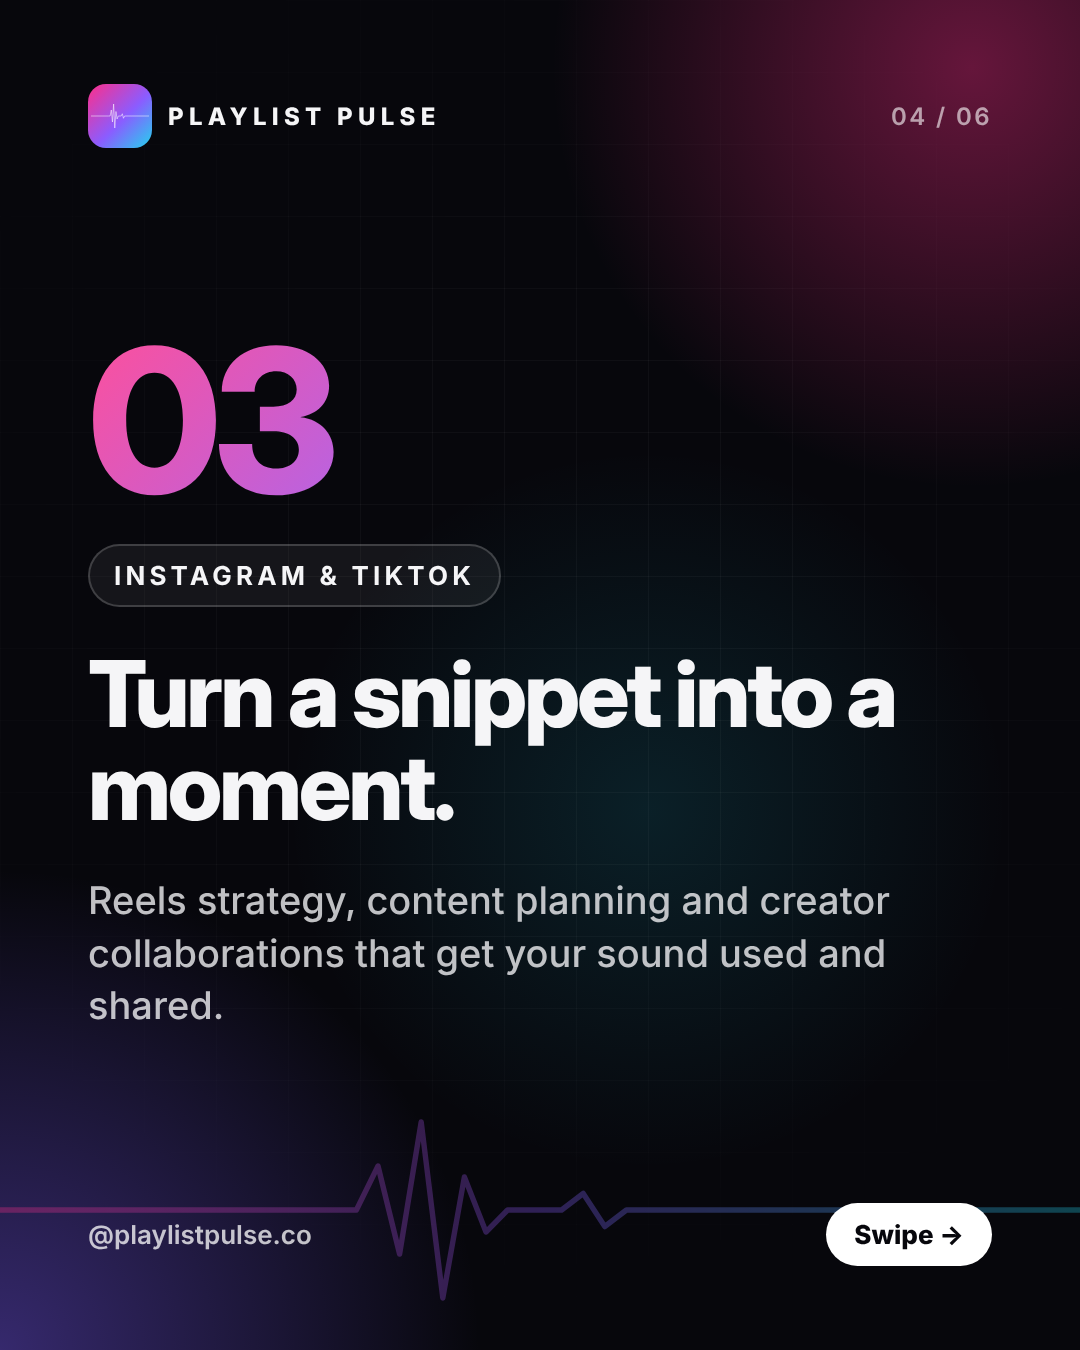 PLAYLIST PULSE
04 / 06
03
INSTAGRAM & TIKTOK
Turn a snippet into a
moment.
Reels strategy, content planning and creator
collaborations that get your sound used and
shared.
@playlistpulse.co
Swipe →